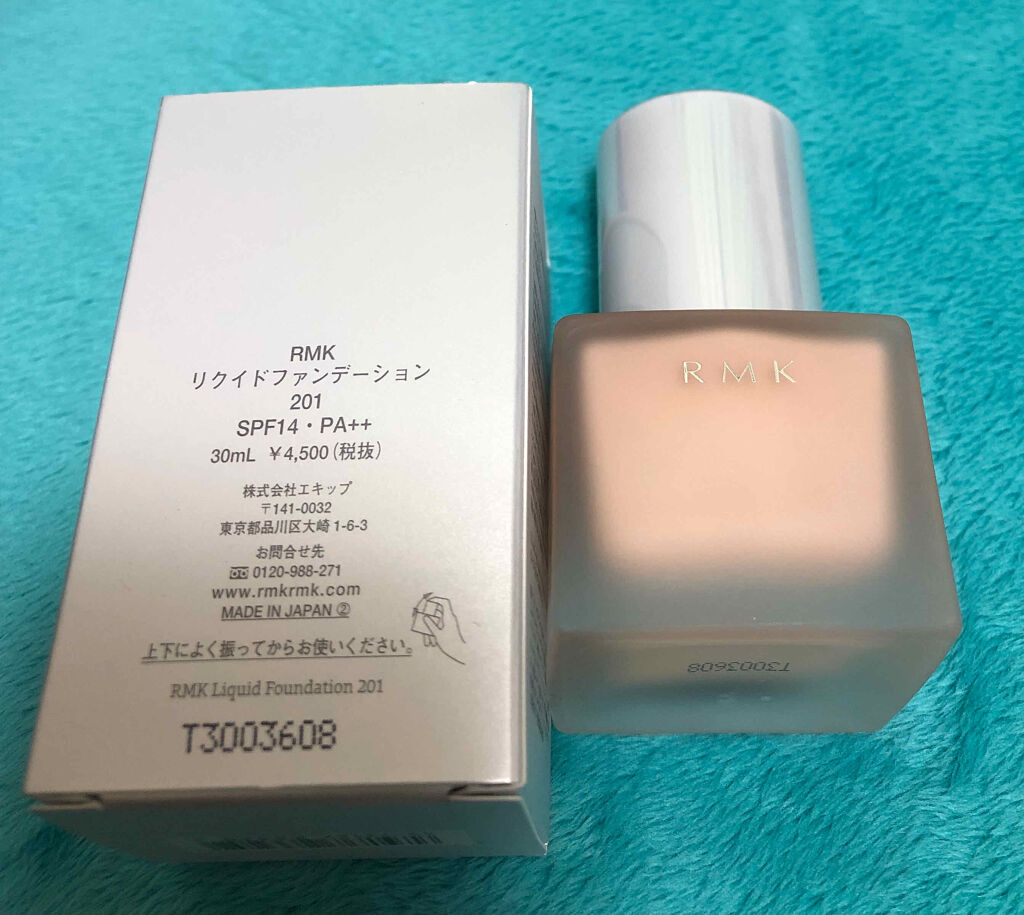 RMK
リクイドファンデーション
201
SPF14・PA++
30mL ¥4,500(税抜)
株式会社エキップ
〒141-0032
東京都品川区大崎1-6-3
お問合せ先
0120-988-271
www.rmkrmk.com
MADE IN JAPAN ②
上下によく振ってからお使いください。
RMK Liquid Foundation 201
T3003608
RMK
T3003608